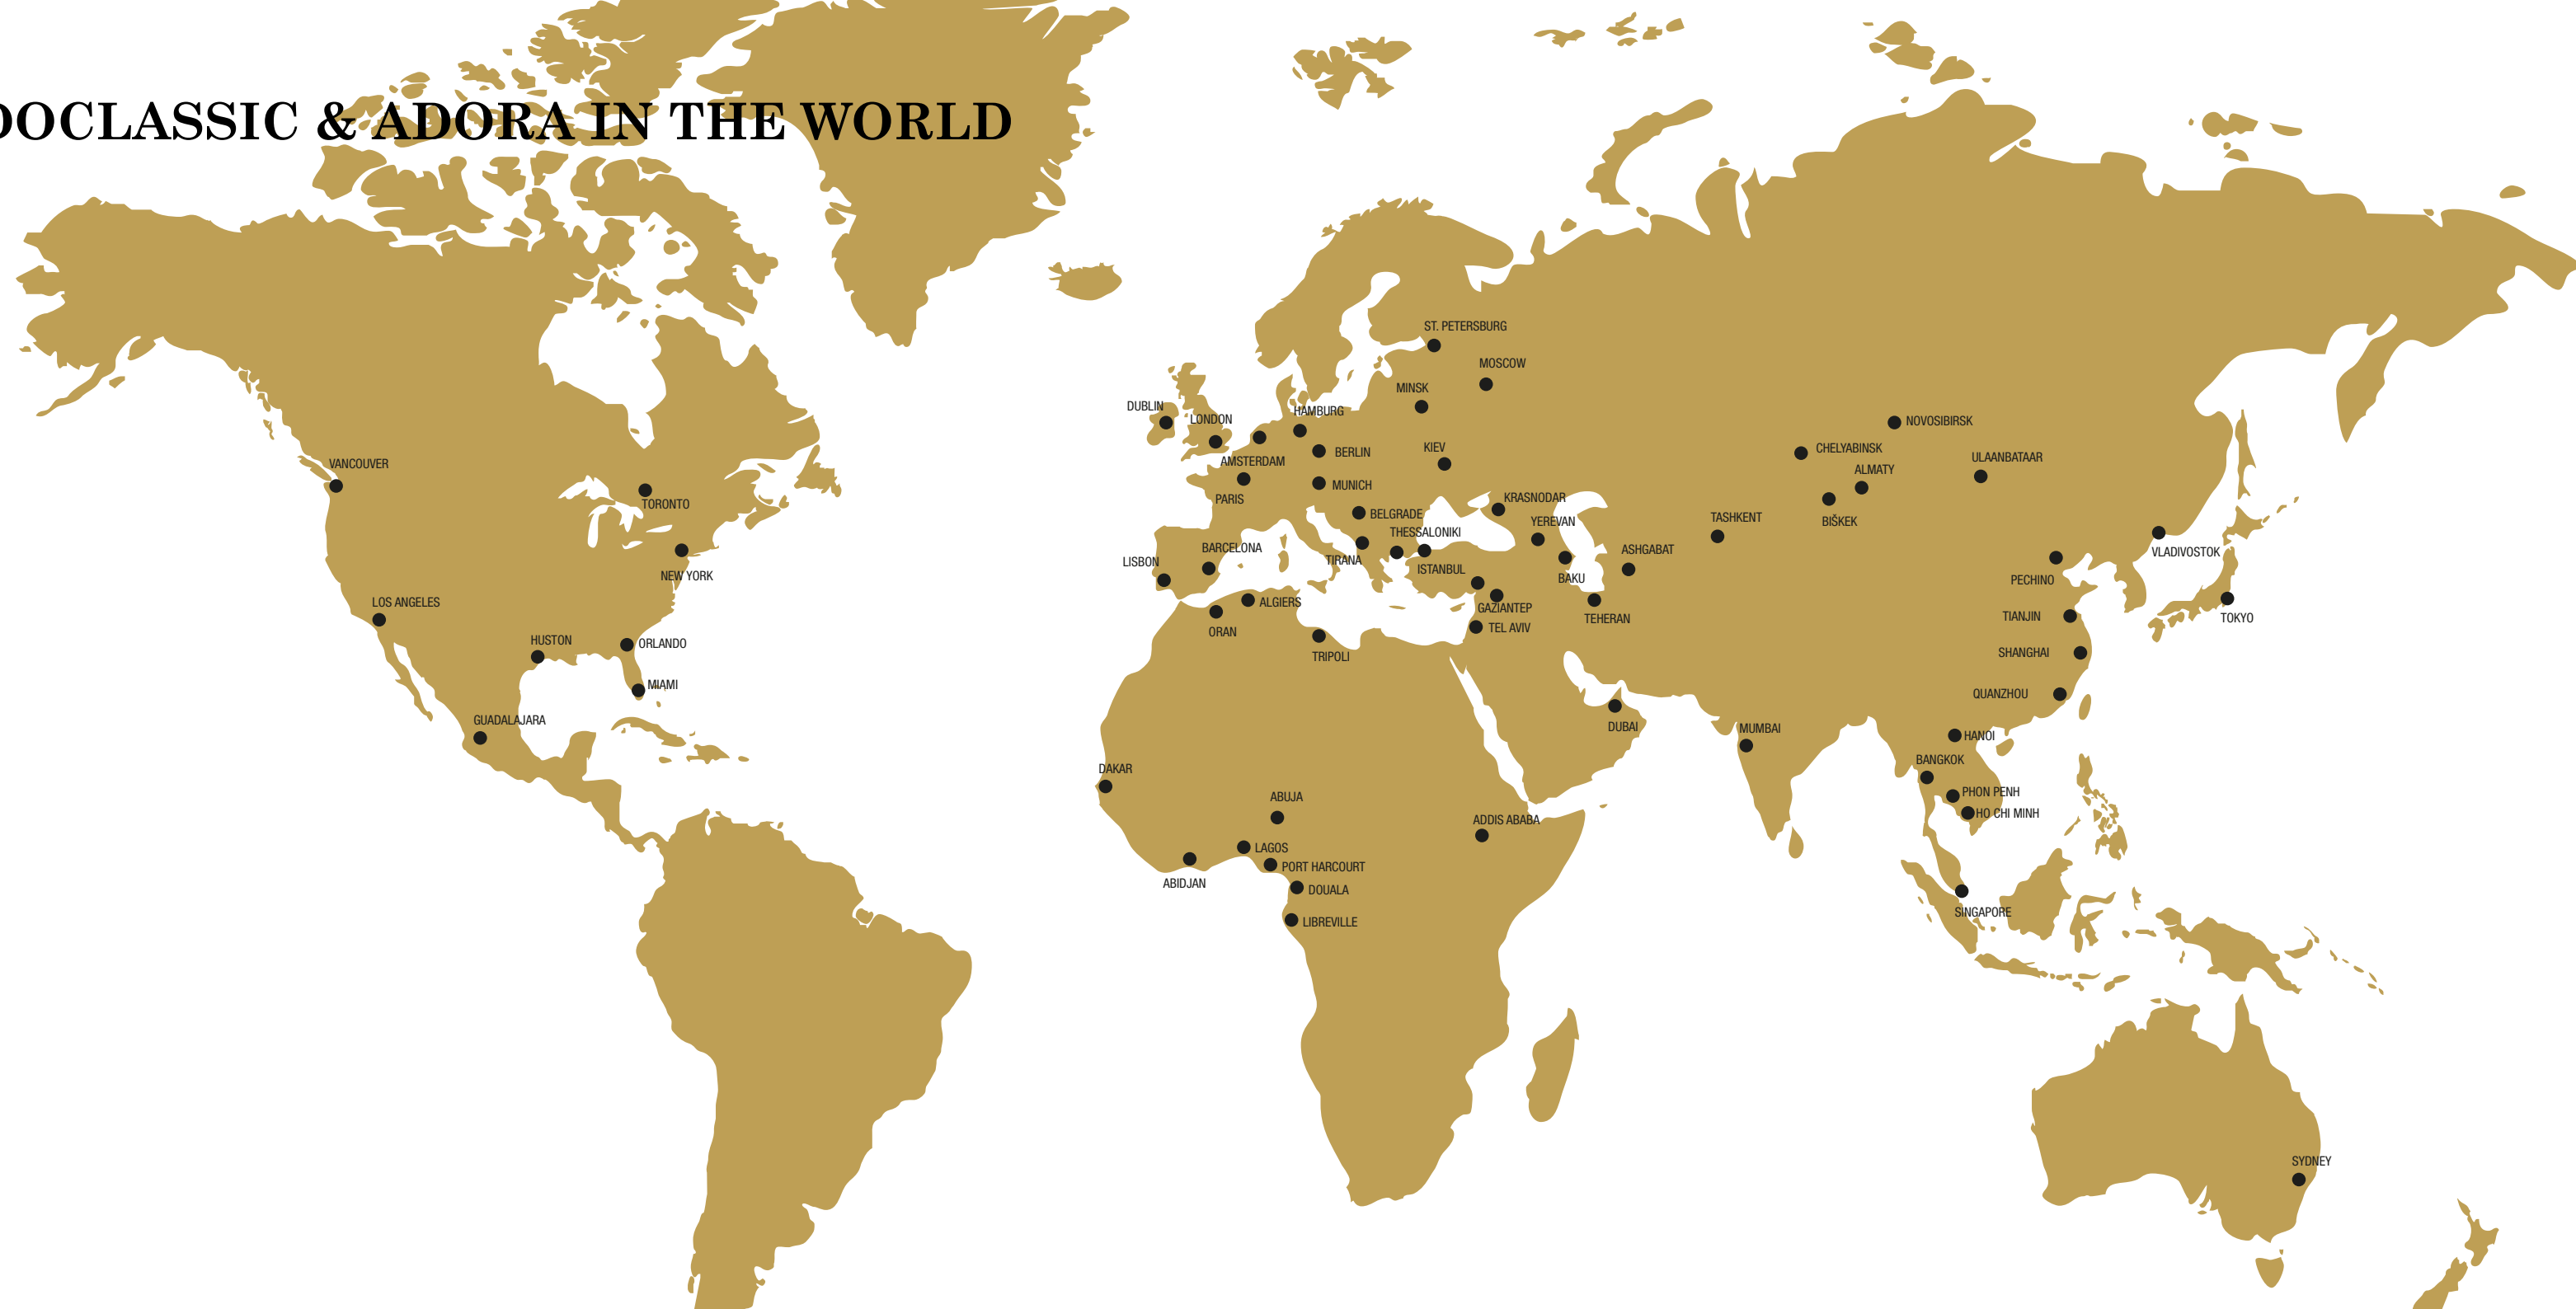 DOCLASSIC & ADORA IN THE WORLD
ST. PETERSBURG
MOSCOW
MINSK
DUBLIN
LONDON
HAMBURG
NOVOSIBIRSK
BERLIN
KIEV
CHELYABINSK
ULAANBATAAR
AMSTERDAM
VANCOUVER
ALMATY
MUNICH
PARIS
KRASNODAR
TORONTO
BELGRADE
TASHKENT
BIŠKEK
YEREVAN
THESSALONIKI
BARCELONA
ASHGABAT
VLADIVOSTOK
LISBON
TIRANA
ISTANBUL
NEW YORK
BAKU
PECHINO
LOS ANGELES
ALGIERS
GAZIANTEP
TEHERAN
TIANJIN
TOKYO
ORAN
TEL AVIV
HUSTON
ORLANDO
TRIPOLI
SHANGHAI
MIAMI
QUANZHOU
GUADALAJARA
DUBAI
MUMBAI
HANOI
BANGKOK
DAKAR
ABUJA
PHON PENH
HO CHI MINH
ADDIS ABABA
LAGOS
PORT HARCOURT
ABIDJAN
DOUALA
SINGAPORE
LIBREVILLE
SYDNEY